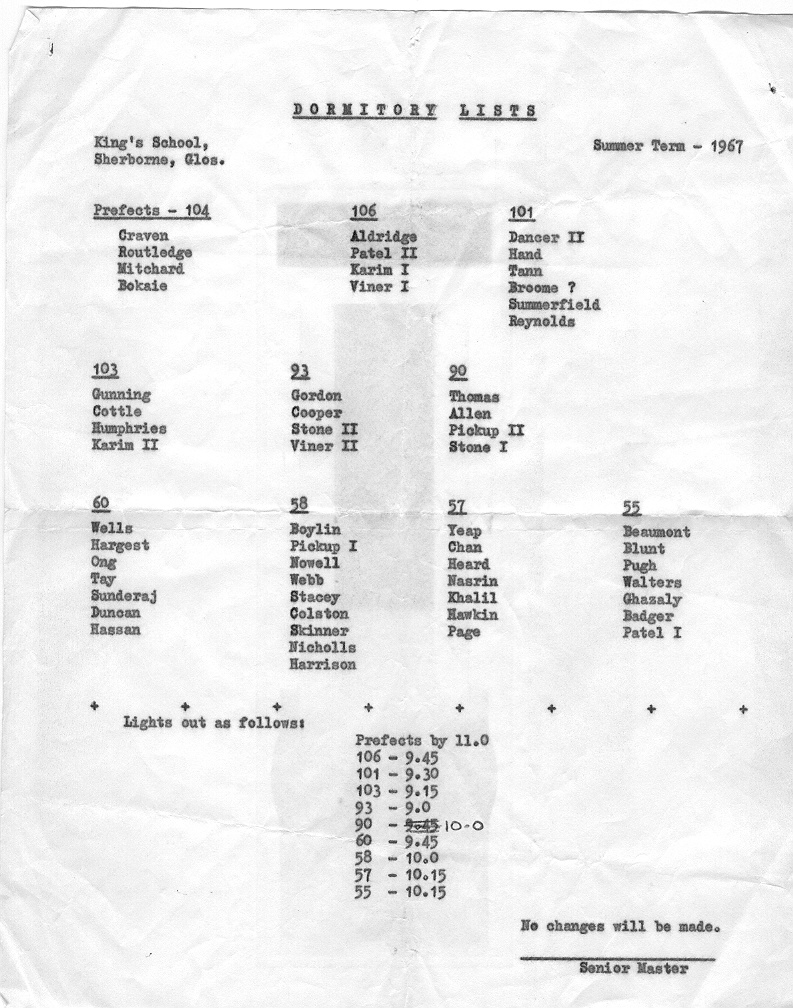 DORMITORY LISTS
King's School,
Sherborne, Glos.
Summer Term - 1967
Prefects - 104
Craven
Routledge
Mitchard
Bokaie
106
Aldridge
Patel II
Karim I
Viner I
101
Dancer II
Hand
Tann
Broome ?
Summerfield
Reynolds
103
Gunning
Cottle
Humphries
Karim II
93
Gordon
Cooper
Stone II
Viner II
90
Thomas
Allen
Pickup II
Stone I
60
Wells
Hargest
Ong
Tay
Sunderaj
Duncan
Hassan
58
Boylin
Pickup I
Nowell
Webb
Stacey
Colston
Skinner
Nicholls
Harrison
57
Yeap
Chan
Heard
Nasrin
Khalil
Hawkin
Page
55
Beaumont
Blunt
Pugh
Walters
Ghazaly
Badger
Patel I
+ + + + + + + +
Lights out as follows:
Prefects by 11.0
106 - 9.45
101 - 9.30
103 - 9.15
93 - 9.0
90 - 9.45 10-0
60 - 9.45
58 - 10.0
57 - 10.15
55 - 10.15
No changes will be made.
Senior Master